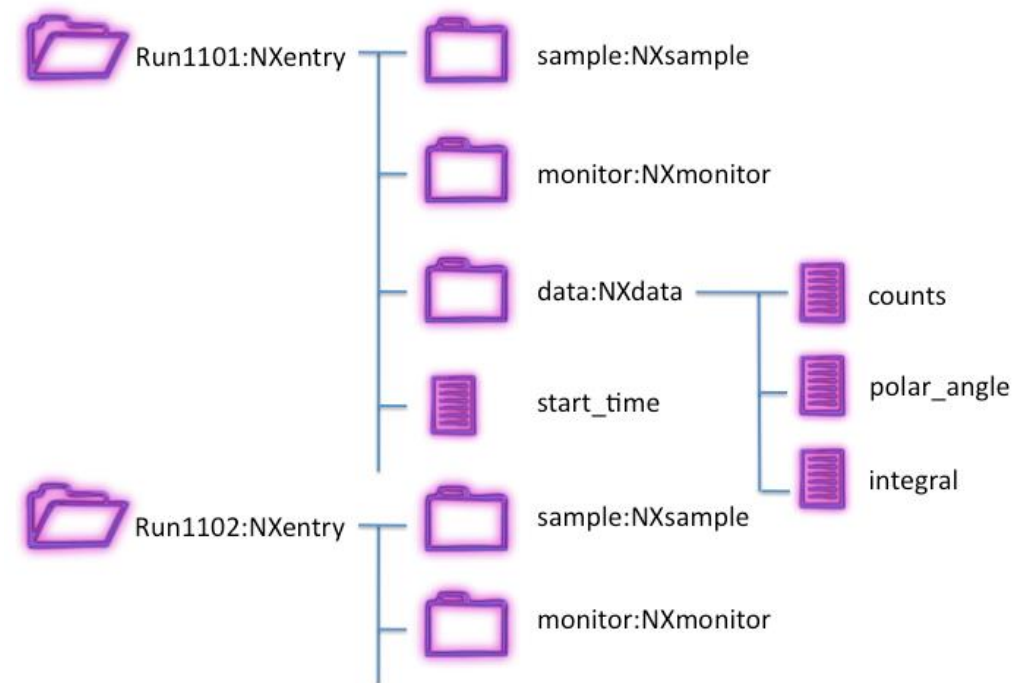 Run1101:NXentry
sample:NXsample
monitor:NXmonitor
data:NXdata
counts
polar_angle
start_time
integral
Run1102:NXentry
sample:NXsample
monitor:NXmonitor